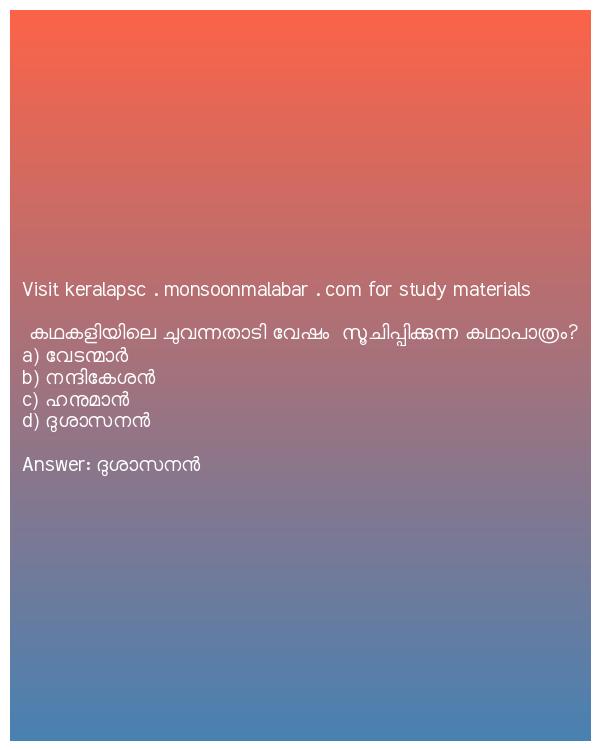 Visit keralapsc .monsoonmalabar .com for study materials
കഥകളിയിലെ ചുവന്നതാടി വേഷം സൂചിപ്പിക്കുന്ന കഥാപാത്രം?
a) വേടന്മാർ
b) നന്ദികേശൻ
c) ഹനുമാൻ
d) ദുശാസനൻ
Answer: ദുശാസനൻ